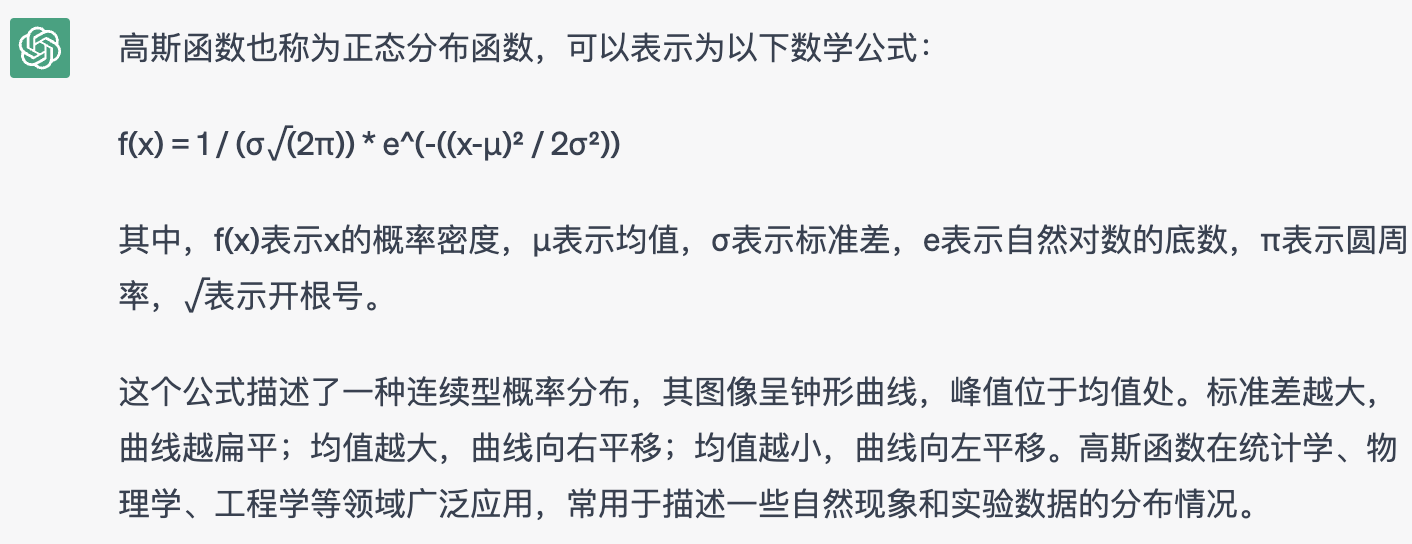 高斯函数也称为正态分布函数，可以表示为以下数学公式：
f(x) = 1 / (σ√(2π)) * e^(-((x-μ)² / 2σ²))
其中，f(x)表示x的概率密度，μ表示均值，σ表示标准差，e表示自然对数的底数，π表示圆周
率，√表示开根号。
这个公式描述了一种连续型概率分布，其图像呈钟形曲线，峰值位于均值处。标准差越大，
曲线越扁平；均值越大，曲线向右平移；均值越小，曲线向左平移。高斯函数在统计学、物
理学、工程学等领域广泛应用，常用于描述一些自然现象和实验数据的分布情况。